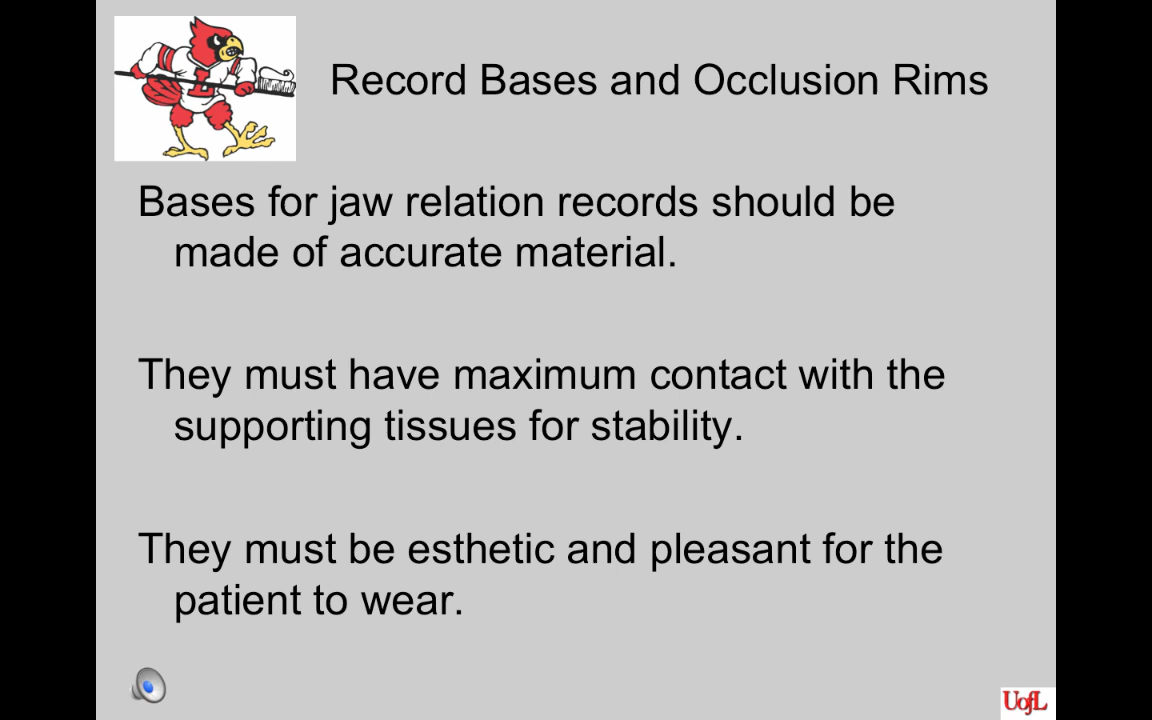 Record Bases and Occlusion Rims
Bases for jaw relation records should be
made of accurate material.
They must have maximum contact with the
supporting tissues for stability.
They must be esthetic and pleasant for the
patient to wear.
UofL